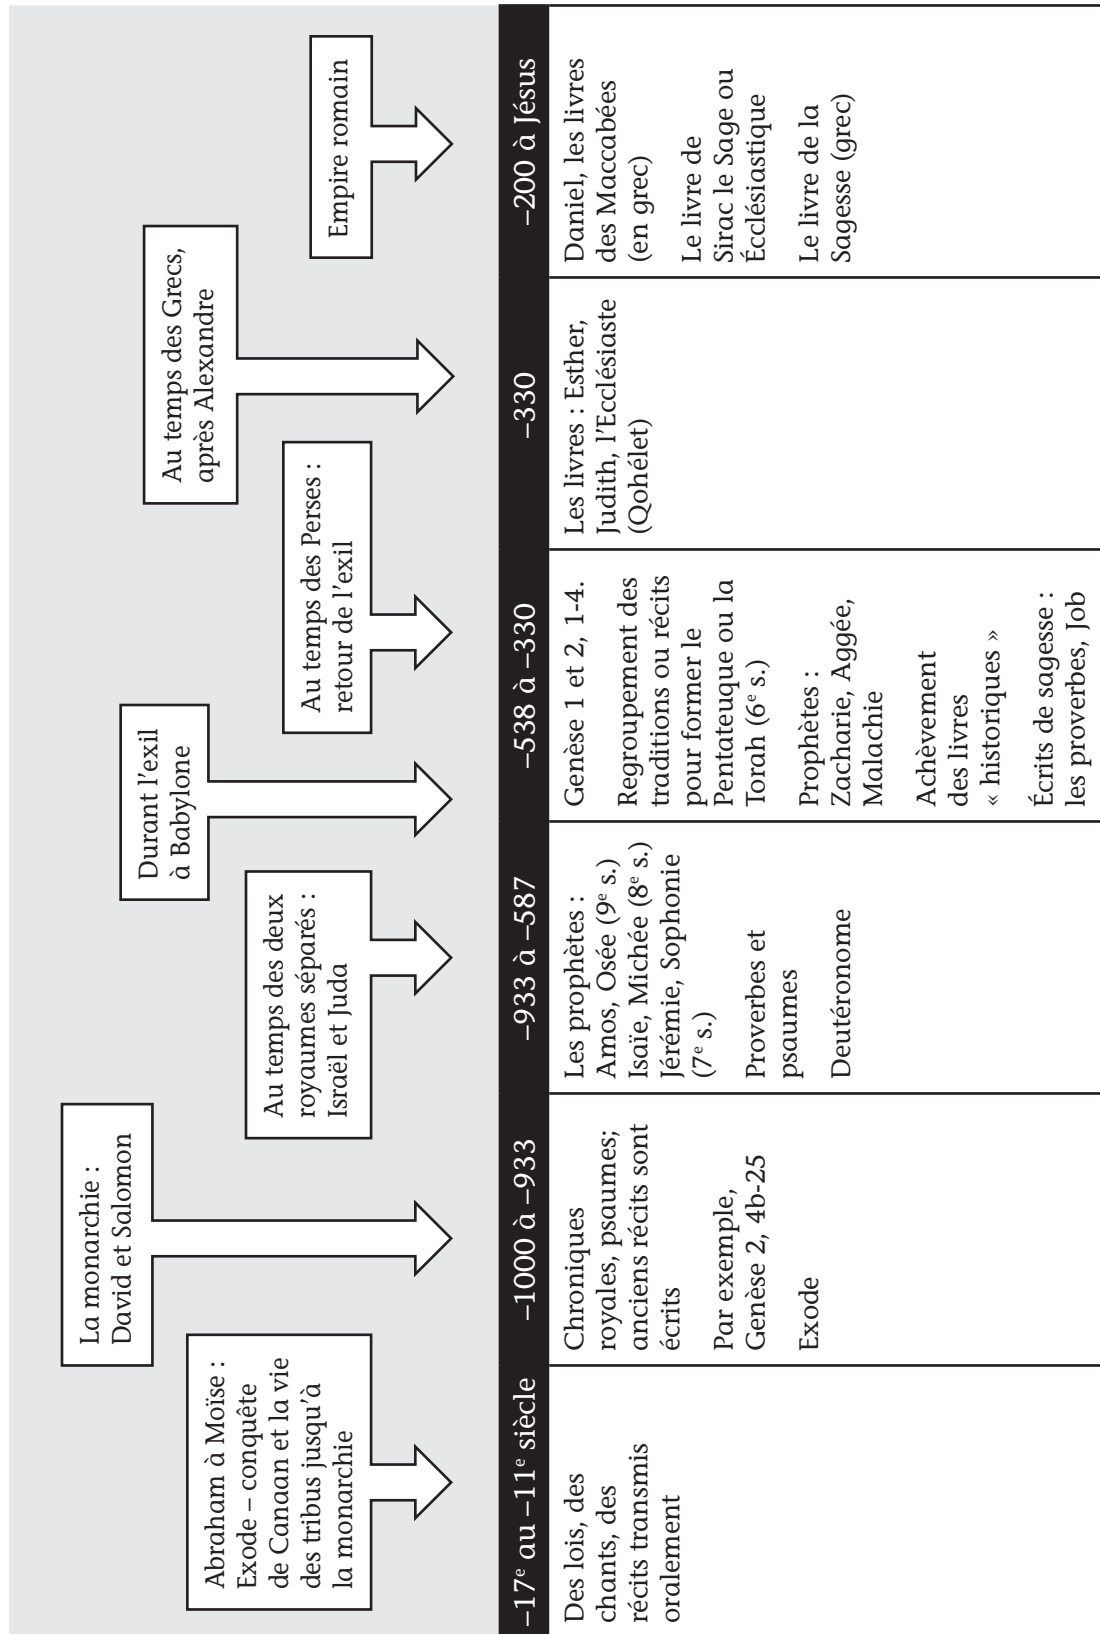 Abraham à Moïse :
Exode – conquête
de Canaan et la vie
des tribus jusqu'à
la monarchie
La monarchie :
David et Salomon
Au temps des deux
royaumes séparés :
Israël et Juda
Durant l'exil
à Babylone
Au temps des Perses :
retour de l'exil
Au temps des Grecs,
après Alexandre
Empire romain
–17e au –11e siècle
–1000 à –933
–933 à –587
–538 à –330
–330
–200 à Jésus
Des lois, des
chants, des
récits transmis
oralement
Chroniques
royales, psaumes;
anciens récits sont
écrits
Par exemple,
Genèse 2, 4b-25
Exode
Les prophètes :
Amos, Osée (9e s.)
Isaïe, Michée (8e s.)
Jérémie, Sophonie
(7e s.)
Proverbes et
psaumes
Deutéronome
Genèse 1 et 2, 1-4.
Regroupement des
traditions ou récits
pour former le
Pentateuque ou la
Torah (6e s.)
Prophètes :
Zacharie, Aggée,
Malachie
Achèvement
des livres
« historiques »
Écrits de sagesse :
les proverbes, Job
Les livres : Esther,
Judith, l'Ecclésiaste
(Qohélet)
Daniel, les livres
des Maccabées
(en grec)
Le livre de
Sirac le Sage ou
Écclésiastique
Le livre de la
Sagesse (grec)